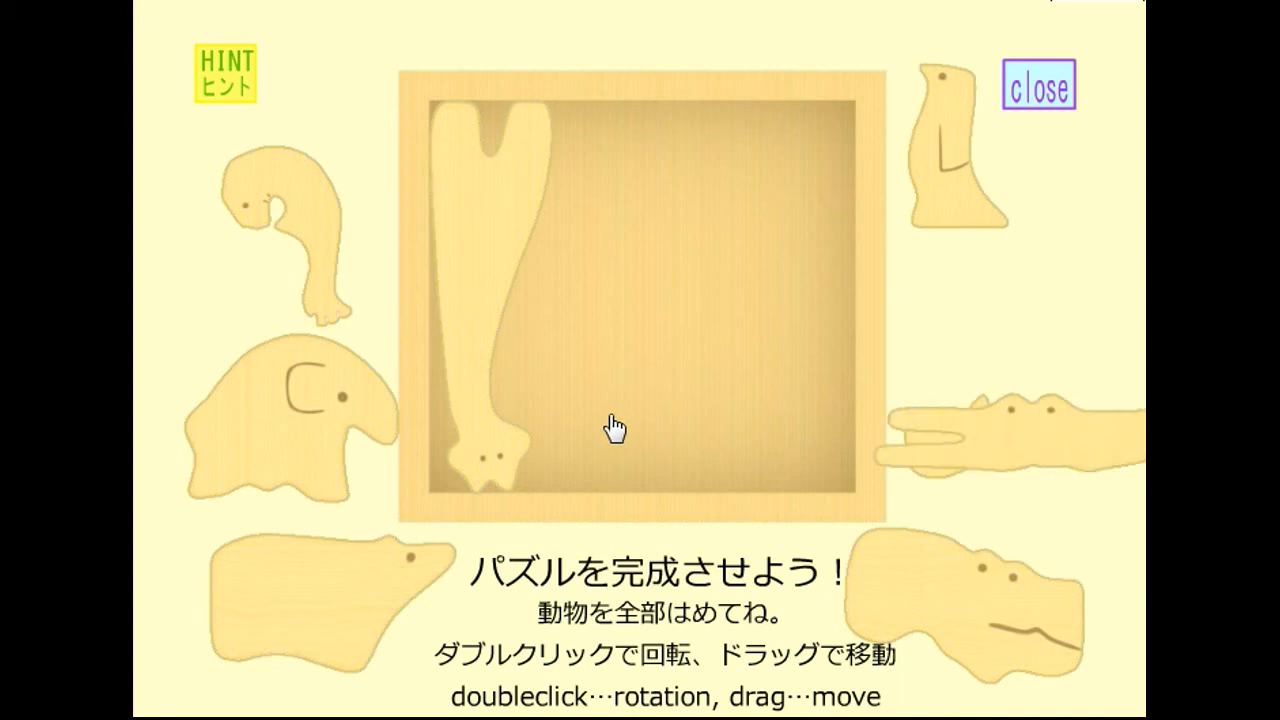 HINT
ヒント
close
パズルを完成させよう！
動物を全部はめてね。
ダブルクリックで回転、ドラッグで移動
doubleclick…rotation, drag…move